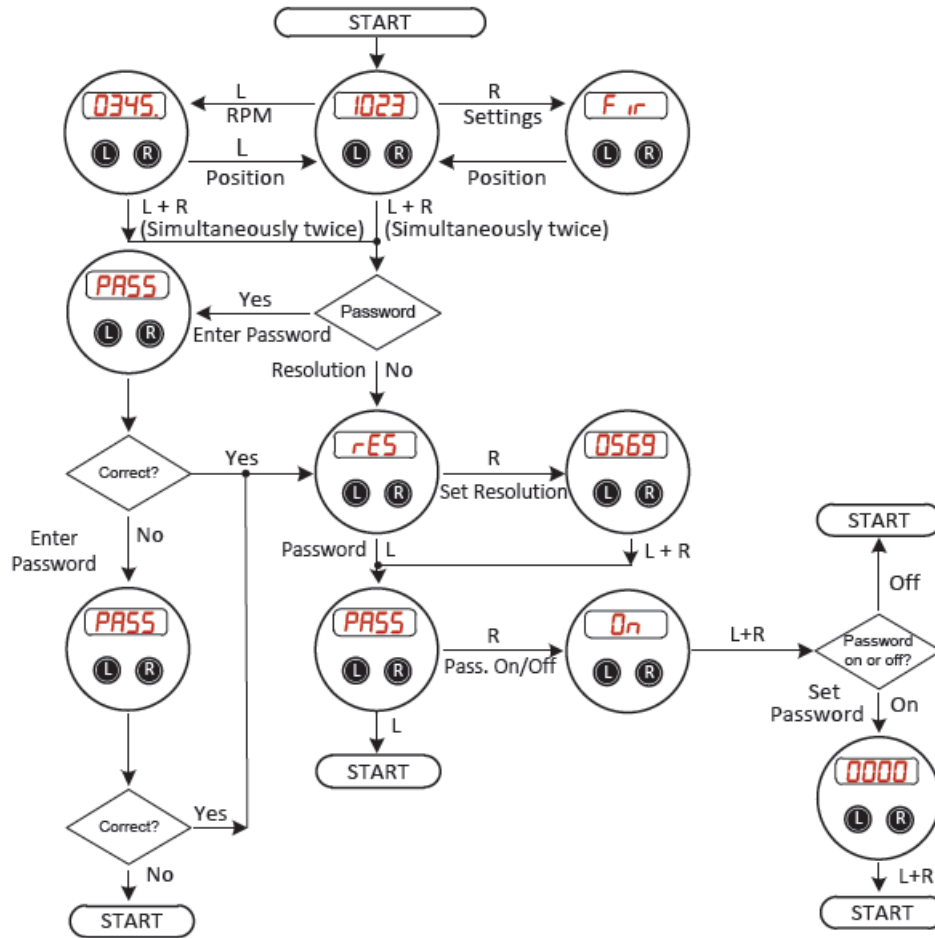 START
0345.
L
RPM
1023
R
Settings
F ir
L R
L
Position
L R
Position
L R
L + R
(Simultaneously twice)
L + R
(Simultaneously twice)
PASS
Yes
Enter Password
Password
L R
Resolution No
Correct?
Yes
rES
R
Set Resolution
0569
L R
L R
Enter
Password
No
Password L
L + R
START
Off
PASS
L R
PASS
R
Pass. On/Off
On
L+R
Password
on or off?
L R
L R
Set
Password
On
L
START
0000
L R
Correct?
Yes
No
L+R
START
START